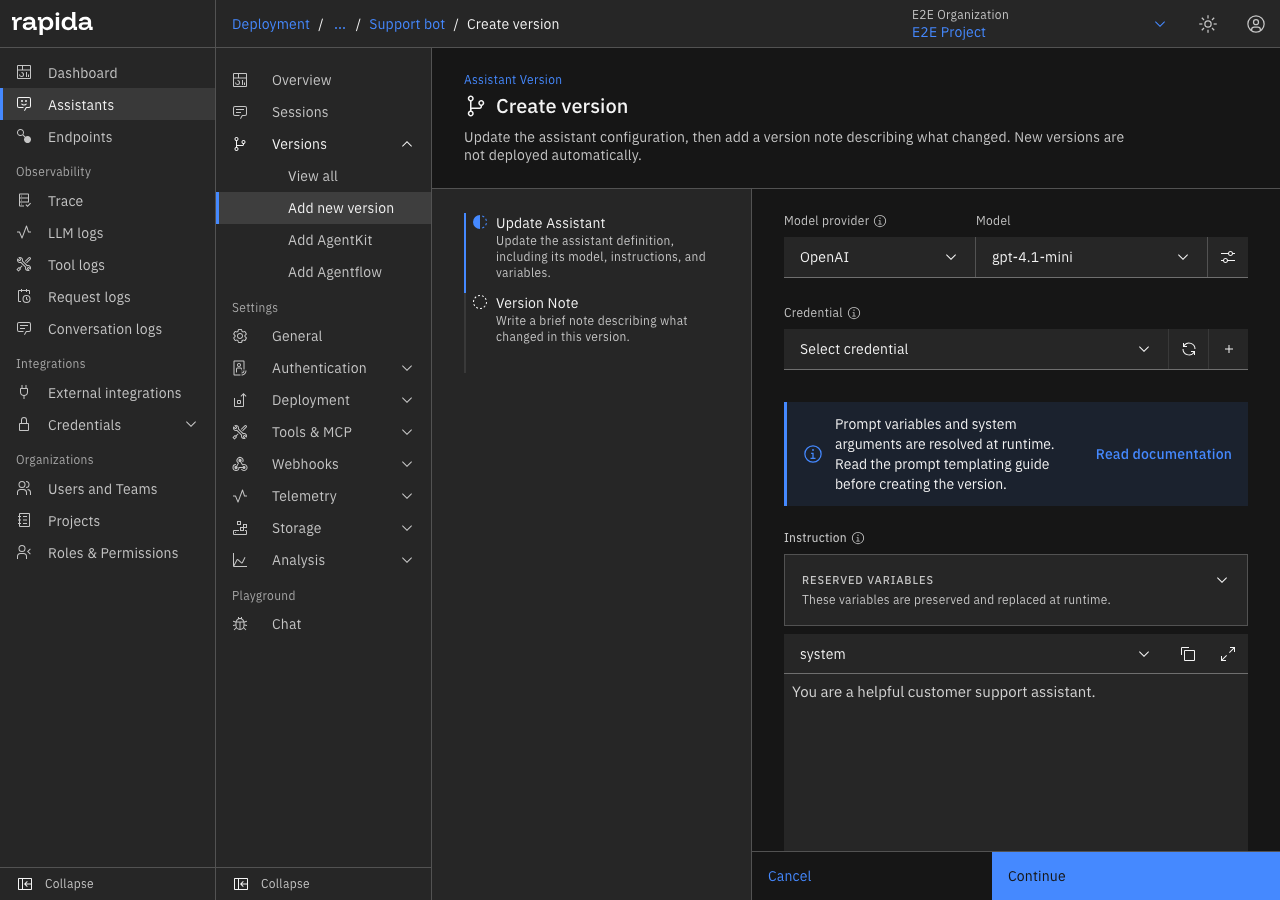 rapida
Deployment / ... / Support bot / Create version
E2E Organization
E2E Project
Dashboard
Assistants
Endpoints
Observability
Trace
LLM logs
Tool logs
Request logs
Conversation logs
Integrations
External integrations
Credentials
Organizations
Users and Teams
Projects
Roles & Permissions
Collapse
Overview
Sessions
Versions
View all
Add new version
Add AgentKit
Add Agentflow
Settings
General
Authentication
Deployment
Tools & MCP
Webhooks
Telemetry
Storage
Analysis
Playground
Chat
Collapse
Assistant Version
Create version
Update the assistant configuration, then add a version note describing what changed. New versions are
not deployed automatically.
Update Assistant
Update the assistant definition,
including its model, instructions, and
variables.
Version Note
Write a brief note describing what
changed in this version.
Model provider
Model
OpenAI
gpt-4.1-mini
Credential
Select credential
Prompt variables and system
arguments are resolved at runtime.
Read the prompt templating guide
before creating the version.
Read documentation
Instruction
RESERVED VARIABLES
These variables are preserved and replaced at runtime.
system
You are a helpful customer support assistant.
Cancel
Continue